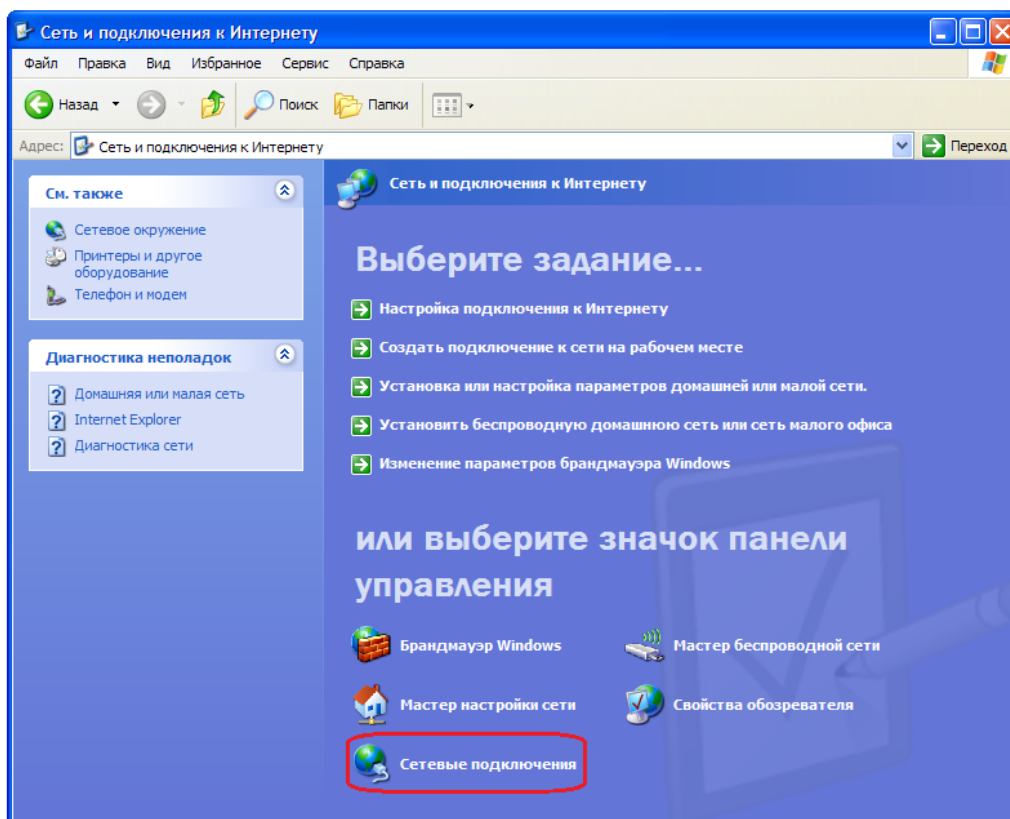 Сеть и подключения к Интернету
Файл Правка Вид Избранное Сервис Справка
Назад Поиск Папки
Адрес: Сеть и подключения к Интернету Переход
См. также
Сетевое окружение
Принтеры и другое
оборудование
Телефон и модем
Диагностика неполадок
Домашняя или малая сеть
Internet Explorer
Диагностика сети
Сеть и подключения к Интернету
Выберите задание...
Настройка подключения к Интернету
Создать подключение к сети на рабочем месте
Установка или настройка параметров домашней или малой сети.
Установить беспроводную домашнюю сеть или сеть малого офиса
Изменение параметров брандмауэра Windows
или выберите значок панели
управления
Брандмауэр Windows
Мастер беспроводной сети
Мастер настройки сети
Свойства обозревателя
Сетевые подключения